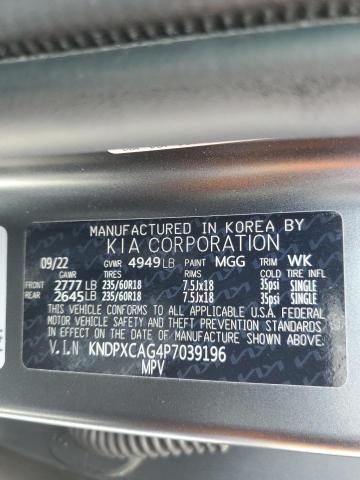 MANUFACTURED IN KOREA BY
KIA CORPORATION
09/22 GVWR 4949 LB PAINT MGG TRIM WK
GAWR TIRES RIMS COLD TIRE INFL
FRONT 2777 LB 235/60R18 7.5Jx18 35psi SINGLE
REAR 2645 LB 235/60R18 7.5Jx18 35psi SINGLE
THIS VEHICLE CONFORMS TO ALL APPLICABLE U.S.A. FEDERAL
MOTOR VEHICLE SAFETY AND THEFT PREVENTION STANDARDS
IN EFFECT ON THE DATE OF MANUFACTURE SHOWN ABOVE.
V.I.N KNDPXCAG4P7039196
MPV